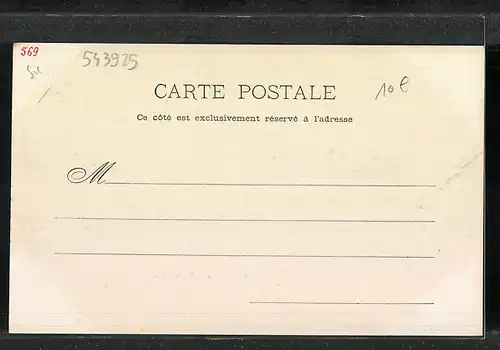 569
543925
CARTE POSTALE
10€
Ce côté est exclusivement réservé à l'adresse
M